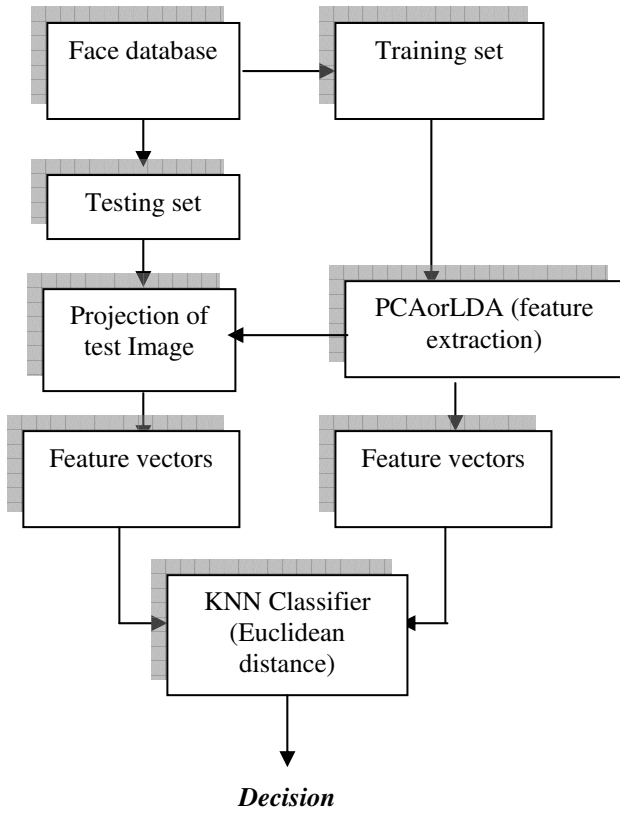 Face database
Training set
Testing set
Projection of
test Image
PCAorLDA (feature
extraction)
Feature vectors
Feature vectors
KNN Classifier
(Euclidean
distance)
Decision